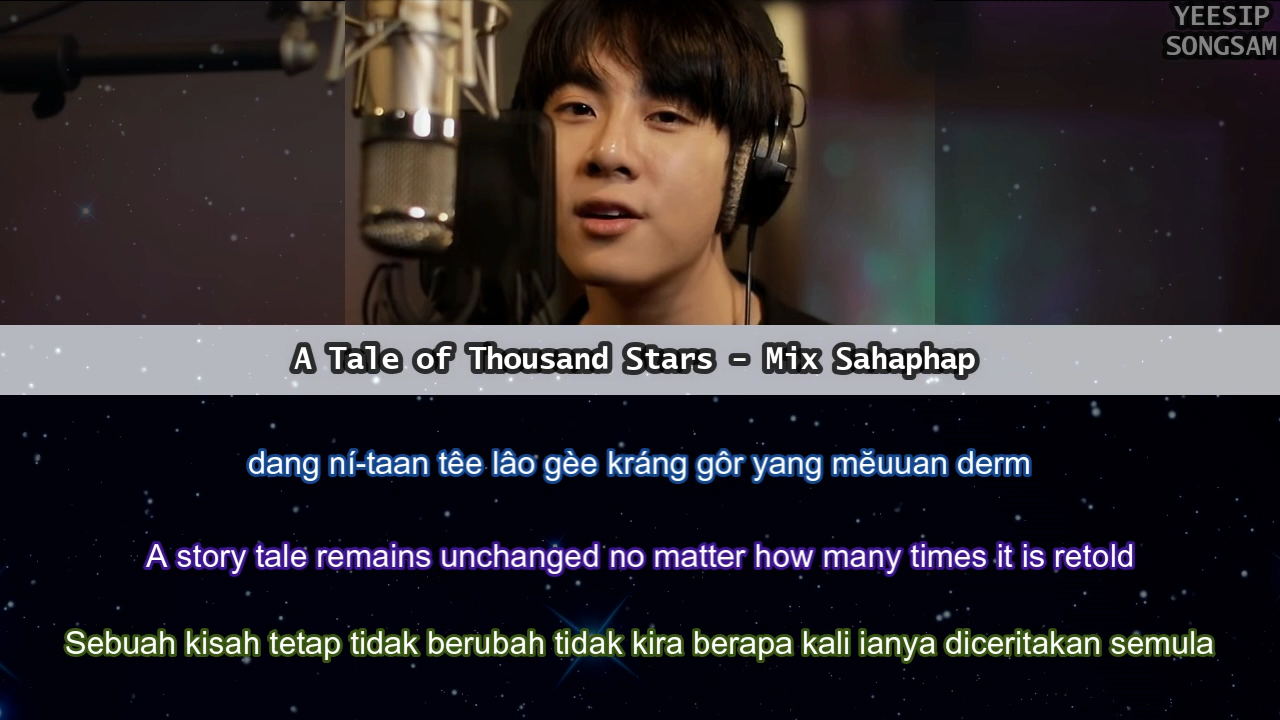 YEESIP
SONGSAM
A Tale of Thousand Stars - Mix Sahaphap
dang ní-taan têe lâo gèe kráng gôr yang mĕuuan derm
A story tale remains unchanged no matter how many times it is retold
Sebuah kisah tetap tidak berubah tidak kira berapa kali ianya diceritakan semula